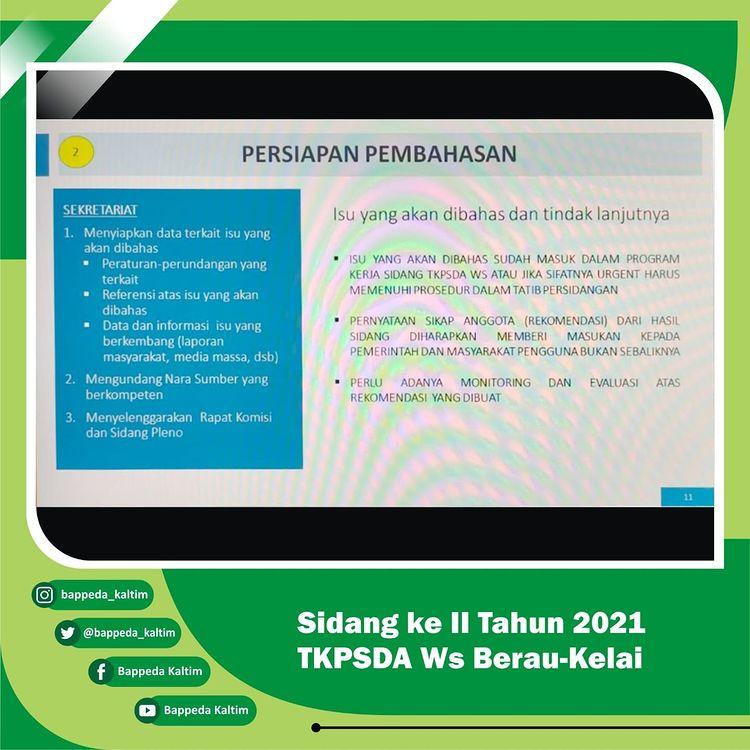 2
PERSIAPAN PEMBAHASAN
SEKRETARIAT
1. Menyiapkan data terkait isu yang
akan dibahas
▪ Peraturan-perundangan yang
terkait
▪ Referensi atas isu yang akan
dibahas
▪ Data dan informasi isu yang
berkembang (laporan
masyarakat, media massa, dsb)
2. Mengundang Nara Sumber yang
berkompeten
3. Menyelenggarakan Rapat Komisi
dan Sidang Pleno
Isu yang akan dibahas dan tindak lanjutnya
▪ ISU YANG AKAN DIBAHAS SUDAH MASUK DALAM PROGRAM
KERJA SIDANG TKPSDA WS ATAU JIKA SIFATNYA URGENT HARUS
MEMENUHI PROSEDUR DALAM TATIB PERSIDANGAN
▪ PERNYATAAN SIKAP ANGGOTA (REKOMENDASI) DARI HASIL
SIDANG DIHARAPKAN MEMBERI MASUKAN KEPADA
PEMERINTAH DAN MASYARAKAT PENGGUNA BUKAN SEBALIKNYA
▪ PERLU ADANYA MONITORING DAN EVALUASI ATAS
REKOMENDASI YANG DIBUAT
11
bappeda_kaltim
@bappeda_kaltim
Bappeda Kaltim
Bappeda Kaltim
Sidang ke II Tahun 2021
TKPSDA Ws Berau-Kelai